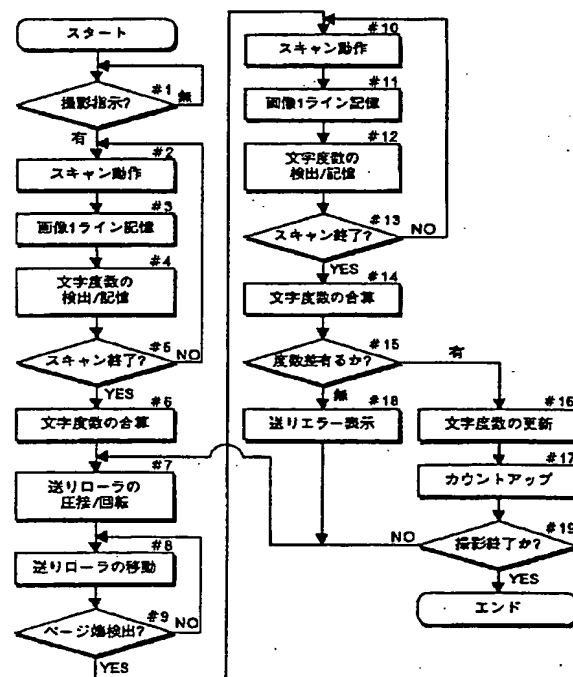 スタート
#1
撮影指示?
無
有
#2
スキャン動作
#3
画像1ライン記憶
#4
文字度数の
検出/記憶
#5
スキャン終了?
NO
YES
#6
文字度数の合算
#7
送りローラの
圧接/回転
#8
送りローラの移動
#9
ページ端検出?
NO
YES
#10
スキャン動作
#11
画像1ライン記憶
#12
文字度数の
検出/記憶
#13
スキャン終了?
NO
YES
#14
文字度数の合算
#15
度数差有るか?
有
無
#18
送りエラー表示
#16
文字度数の更新
#17
カウントアップ
#19
撮影終了か?
NO
YES
エンド